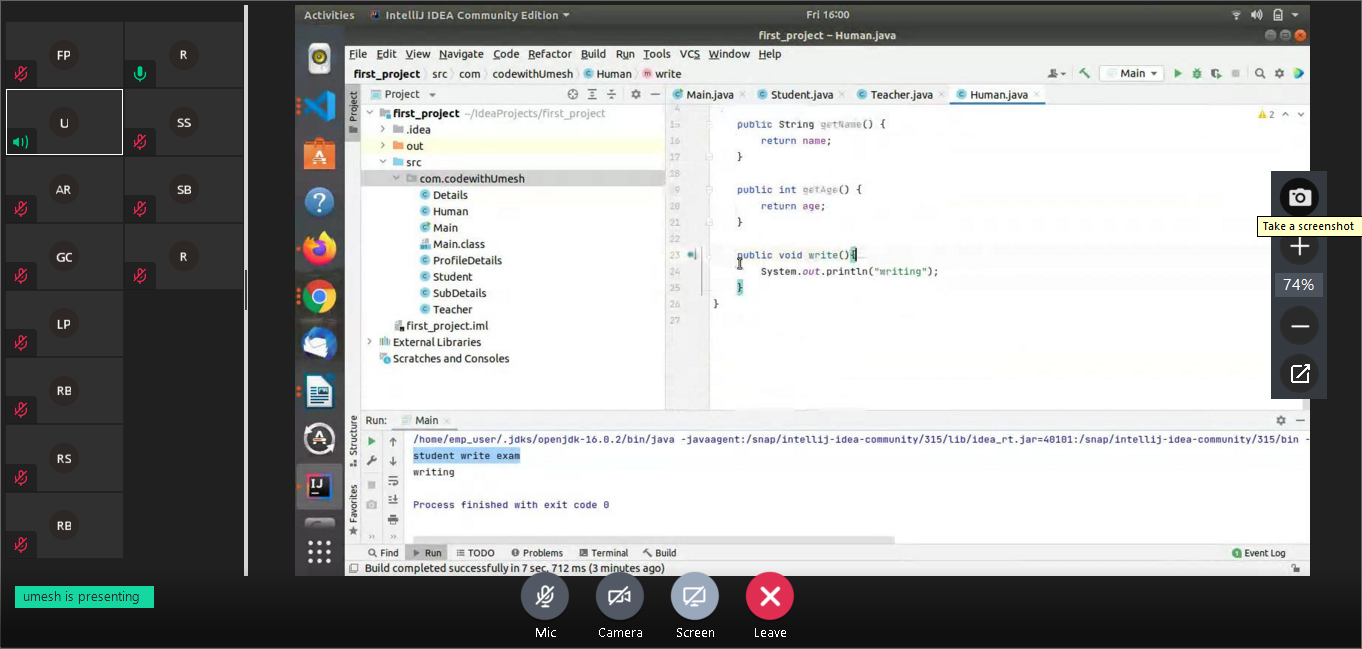 FP
R
U
SS
AR
SB
GC
R
LP
RB
RS
RB
umesh is presenting
Activities
IntelliJ IDEA Community Edition
Fri 16:00
first_project – Human.java
File Edit View Navigate Code Refactor Build Run Tools VCS Window Help
first_project src com codewithUmesh Human write
Main
Project
Project
Main.java
Student.java
Teacher.java
Human.java
first_project ~/IdeaProjects/first_project
.idea
out
src
com.codewithUmesh
Details
Human
Main
Main.class
ProfileDetails
Student
SubDetails
Teacher
first_project.iml
External Libraries
Scratches and Consoles
2
15 public String getName() {
16 return name;
17 }
18
19 public int getAge() {
20 return age;
21 }
22
23 public void write(){
24 System.out.println("writing");
25 }
26 }
27
Take a screenshot
74%
Structure
Favorites
Run: Main
/home/emp_user/.jdks/openjdk-16.0.2/bin/java -javaagent:/snap/intellij-idea-community/315/lib/idea_rt.jar=40101:/snap/intellij-idea-community/315/bin -
student write exam
writing
Process finished with exit code 0
Find Run TODO Problems Terminal Build
Event Log
Build completed successfully in 7 sec, 712 ms (3 minutes ago)
Mic
Camera
Screen
Leave